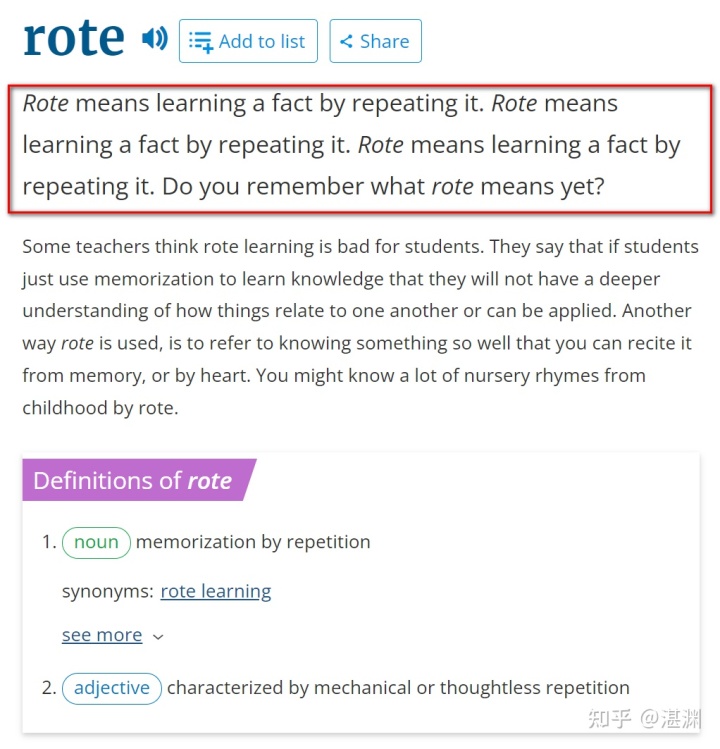 rote Add to list Share
Rote means learning a fact by repeating it. Rote means
learning a fact by repeating it. Rote means learning a fact by
repeating it. Do you remember what rote means yet?
Some teachers think rote learning is bad for students. They say that if students
just use memorization to learn knowledge that they will not have a deeper
understanding of how things relate to one another or can be applied. Another
way rote is used, is to refer to knowing something so well that you can recite it
from memory, or by heart. You might know a lot of nursery rhymes from
childhood by rote.
Definitions of rote
1. noun memorization by repetition
synonyms: rote learning
see more
2. adjective characterized by mechanical or thoughtless repetition
知乎 @湛渊